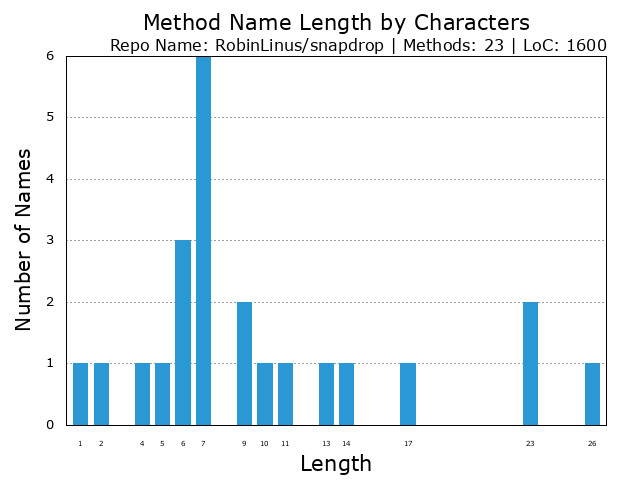 Method Name Length by Characters
Repo Name: RobinLinus/snapdrop | Methods: 23 | LoC: 1600
Number of Names
6
5
4
3
2
1
0
1 2 4 5 6 7 9 10 11 13 14 17 23 26
Length